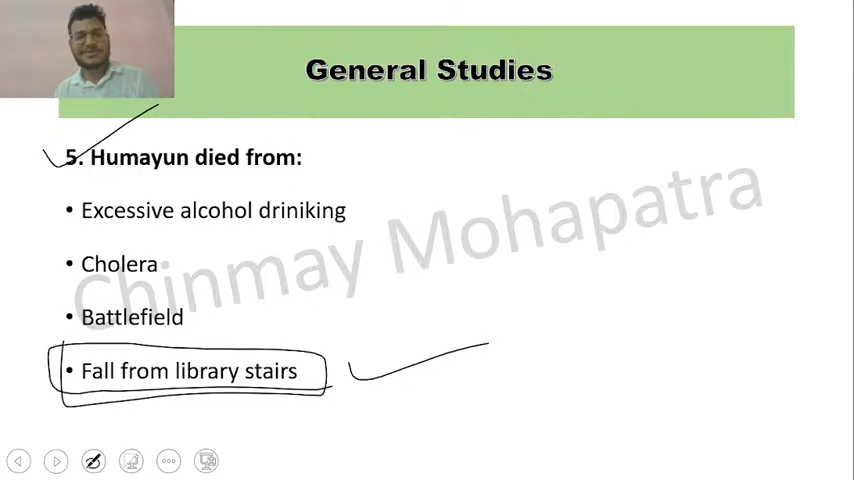 General Studies
5. Humayun died from:
• Excessive alcohol driniking
• Cholera
• Battlefield
• Fall from library stairs
Chinmay Mohapatra